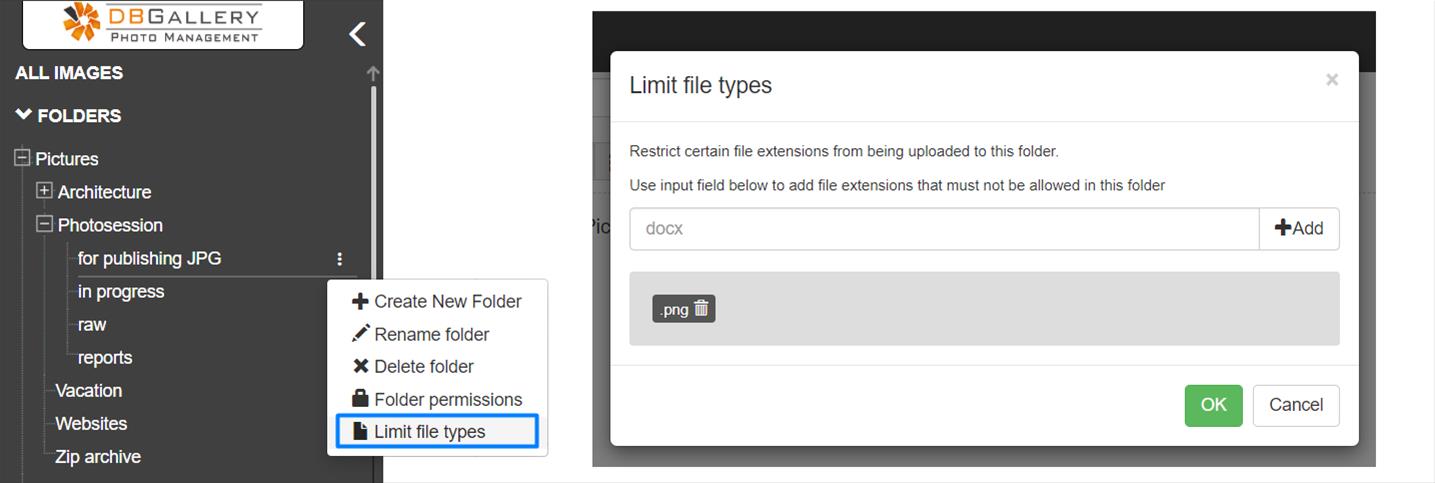 DBGALLERY
PHOTO MANAGEMENT
ALL IMAGES
FOLDERS
Pictures
Architecture
Photosession
for publishing JPG
in progress
raw
reports
Vacation
Websites
Zip archive
Create New Folder
Rename folder
Delete folder
Folder permissions
Limit file types
Limit file types
×
Restrict certain file extensions from being uploaded to this folder.
Use input field below to add file extensions that must not be allowed in this folder
docx
Add
.png
OK Cancel